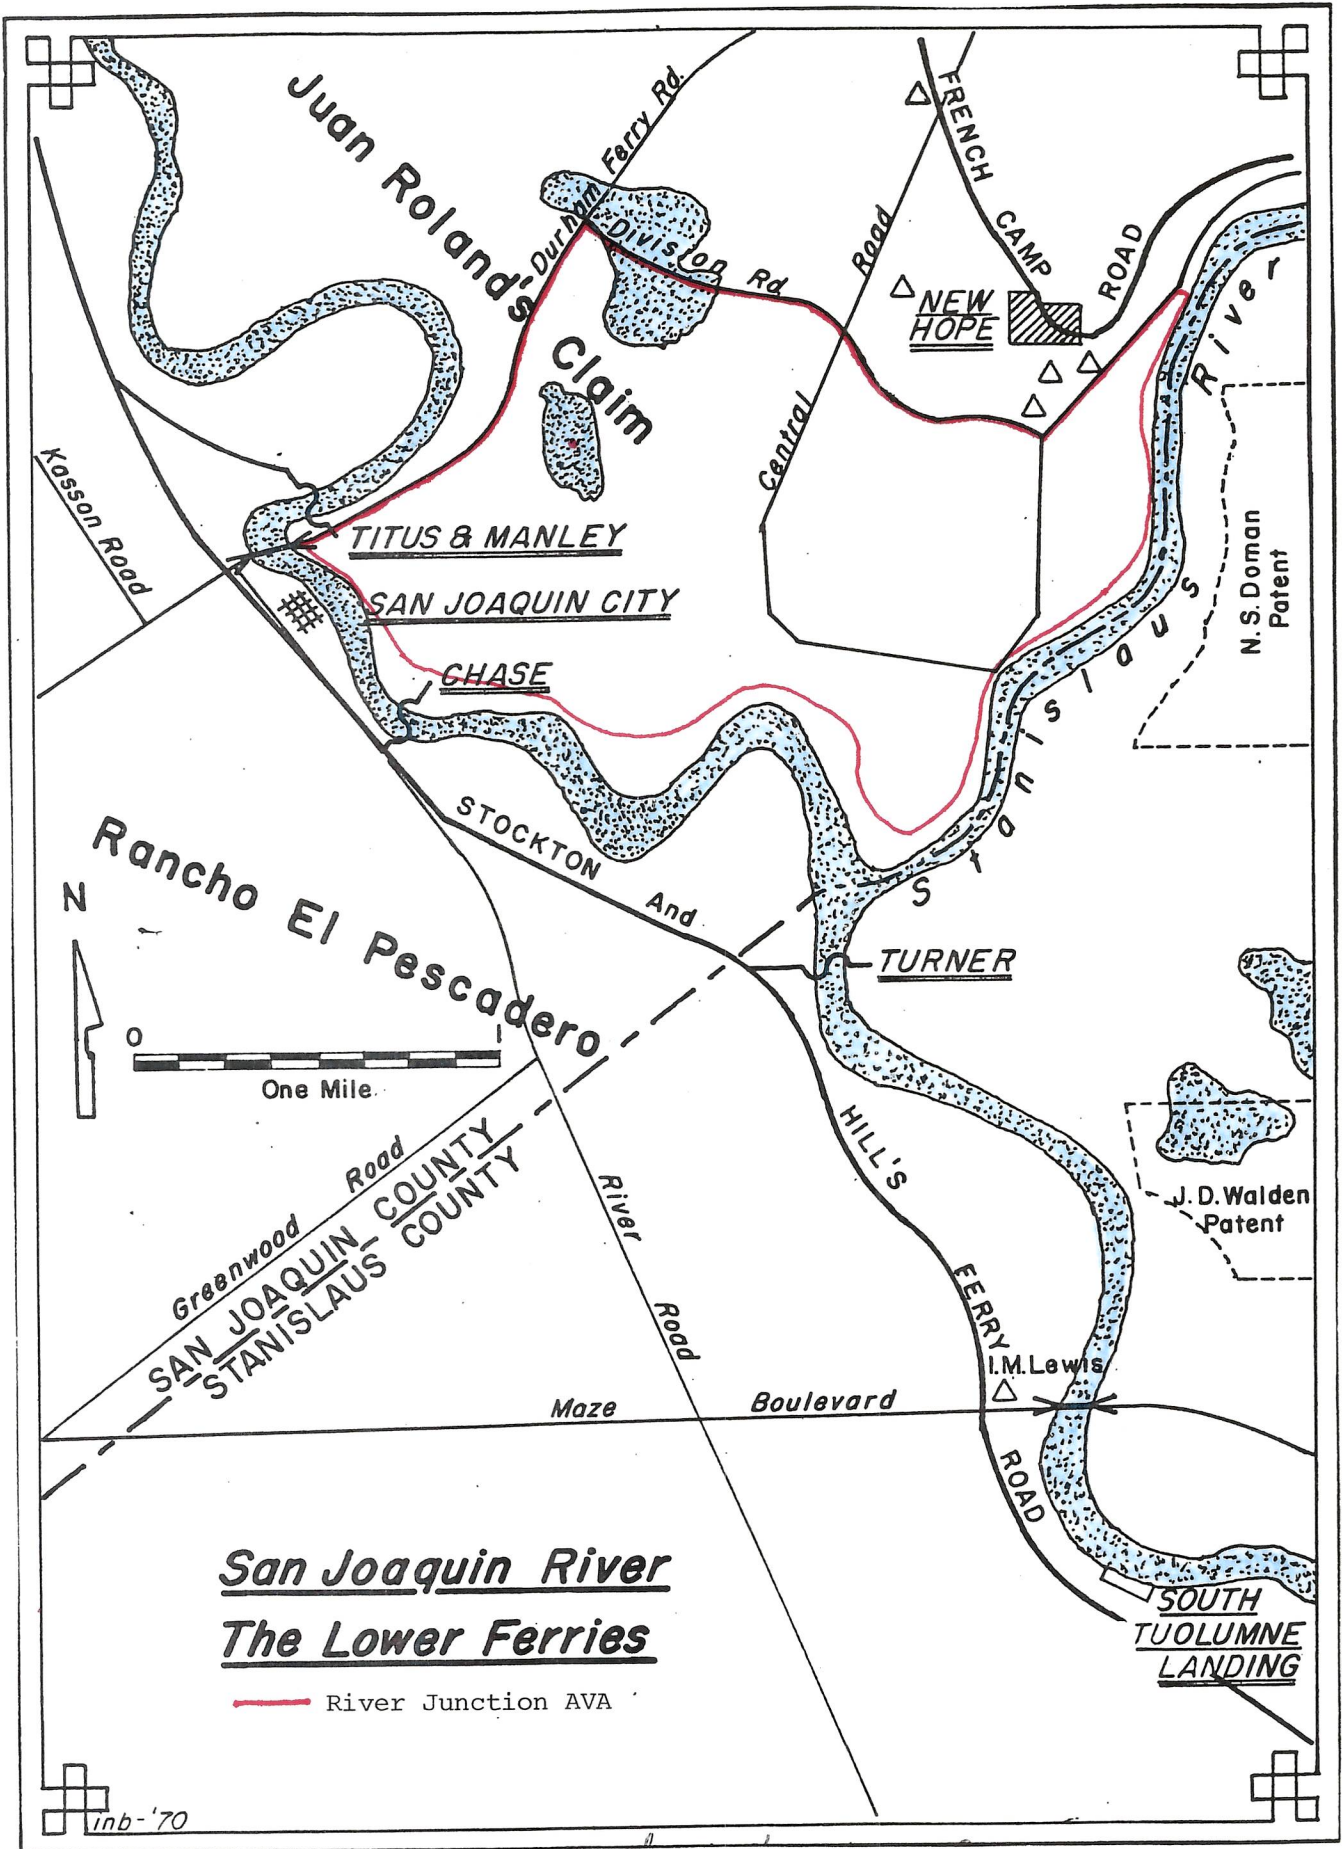 Juan Roland's Claim
Durham Ferry Rd.
Division Rd
FRENCH CAMP ROAD
Central Road
NEW
HOPE
River
Stanislaus
N. S. Doman
Patent
Kasson Road
TITUS & MANLEY
SAN JOAQUIN CITY
CHASE
STOCKTON And HILL'S FERRY ROAD
Rancho El Pescadero
N
TURNER
0 1
One Mile
Greenwood Road
SAN JOAQUIN COUNTY
STANISLAUS COUNTY
River Road
J. D. Walden
Patent
I. M. Lewis
Maze Boulevard
SOUTH
TUOLUMNE
LANDING
San Joaquin River
The Lower Ferries
River Junction AVA
inb-'70